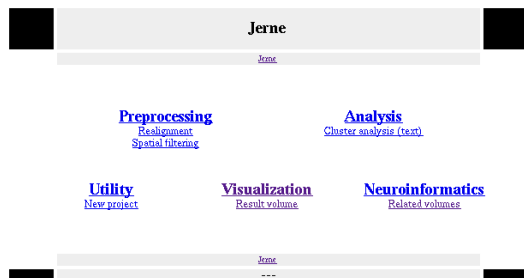 Jerne
Jerne
Preprocessing
Realignment
Spatial filtering
Analysis
Cluster analysis (text)
Utility
New project
Visualization
Result volume
Neuroinformatics
Related volumes
Jerne
---